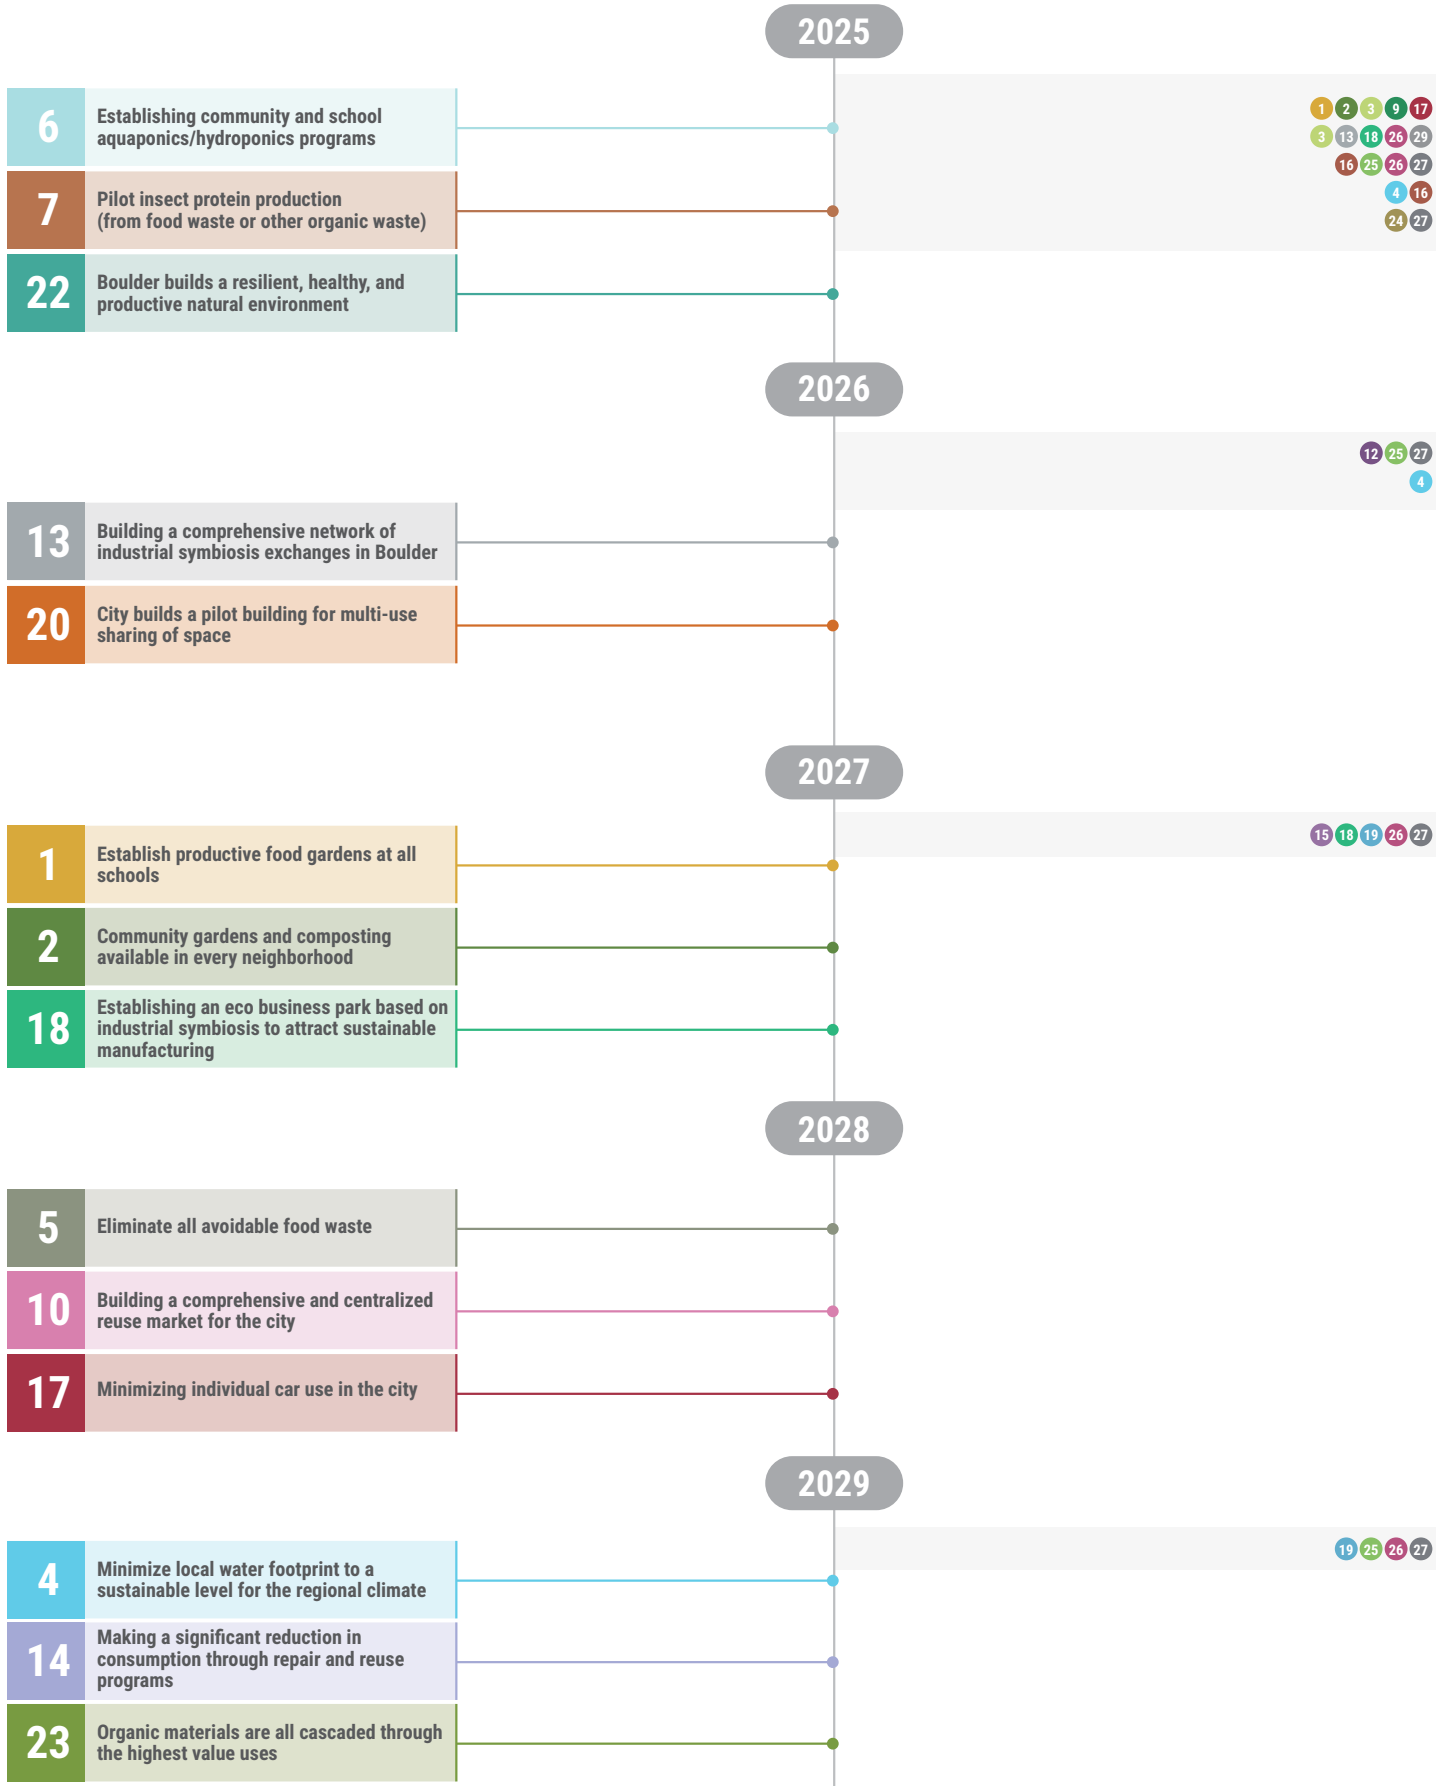 2025
6
Establishing community and school
aquaponics/hydroponics programs
7
Pilot insect protein production
(from food waste or other organic waste)
22
Boulder builds a resilient, healthy, and
productive natural environment
1 2 3 9 17
3 13 18 26 29
16 25 26 27
4 16
24 27
2026
12 25 27
4
13
Building a comprehensive network of
industrial symbiosis exchanges in Boulder
20
City builds a pilot building for multi-use
sharing of space
2027
15 18 19 26 27
1
Establish productive food gardens at all
schools
2
Community gardens and composting
available in every neighborhood
18
Establishing an eco business park based on
industrial symbiosis to attract sustainable
manufacturing
2028
5
Eliminate all avoidable food waste
10
Building a comprehensive and centralized
reuse market for the city
17
Minimizing individual car use in the city
2029
19 25 26 27
4
Minimize local water footprint to a
sustainable level for the regional climate
14
Making a significant reduction in
consumption through repair and reuse
programs
23
Organic materials are all cascaded through
the highest value uses